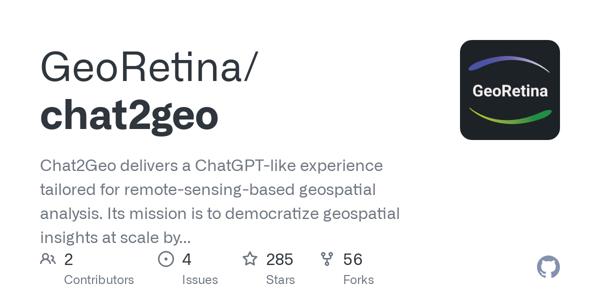 GeoRetina/
chat2geo
GeoRetina
Chat2Geo delivers a ChatGPT-like experience
tailored for remote-sensing-based geospatial
analysis. Its mission is to democratize geospatial
insights at scale by...
2 4 285 56
Contributors Issues Stars Forks